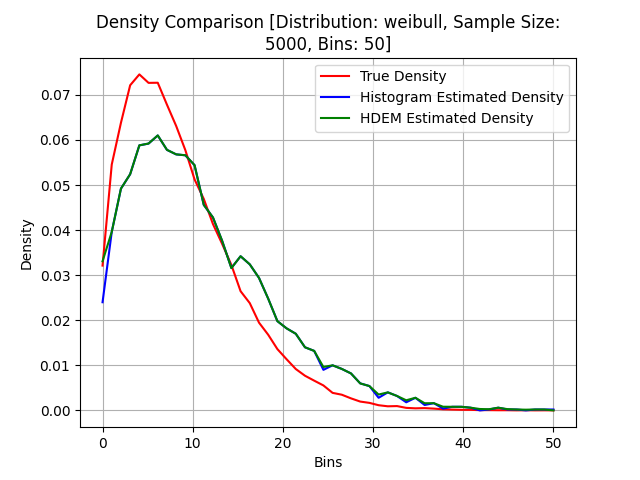 Density Comparison [Distribution: weibull, Sample Size:
5000, Bins: 50]
True Density
Histogram Estimated Density
HDEM Estimated Density
Density
0.07
0.06
0.05
0.04
0.03
0.02
0.01
0.00
0 10 20 30 40 50
Bins